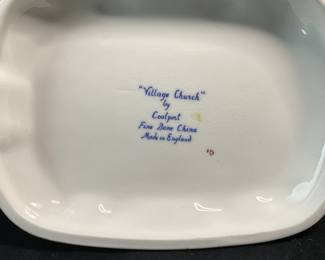 "Village Church"
by
Coalport
Fine Bone China
Made in England